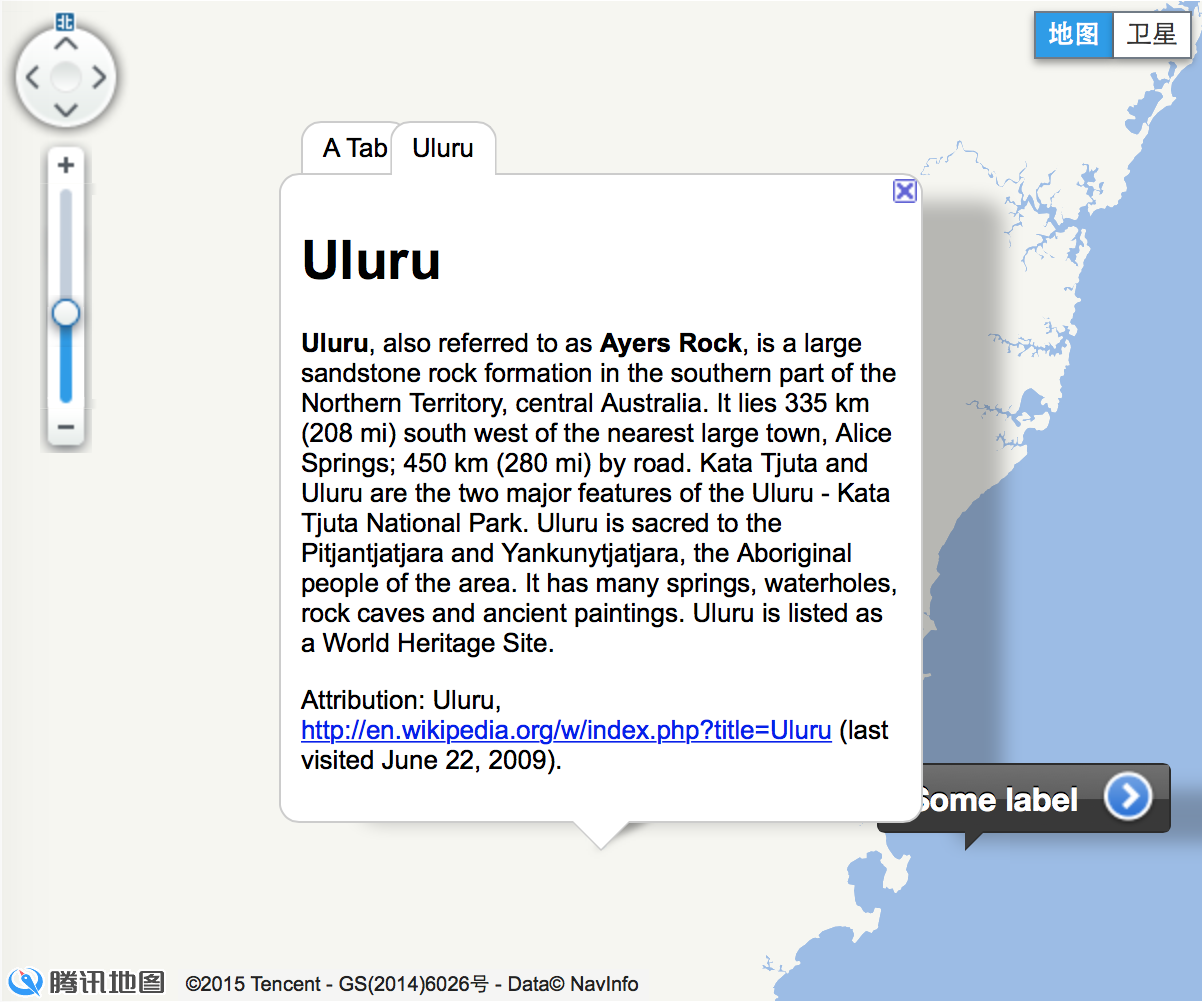 北
地图 卫星
A Tab Uluru
+
Uluru
Uluru, also referred to as Ayers Rock, is a large
sandstone rock formation in the southern part of the
Northern Territory, central Australia. It lies 335 km
(208 mi) south west of the nearest large town, Alice
Springs; 450 km (280 mi) by road. Kata Tjuta and
Uluru are the two major features of the Uluru - Kata
Tjuta National Park. Uluru is sacred to the
Pitjantjatjara and Yankunytjatjara, the Aboriginal
people of the area. It has many springs, waterholes,
rock caves and ancient paintings. Uluru is listed as
a World Heritage Site.
Attribution: Uluru,
http://en.wikipedia.org/w/index.php?title=Uluru (last
visited June 22, 2009).
−
Some label
腾讯地图 ©2015 Tencent - GS(2014)6026号 - Data© NavInfo